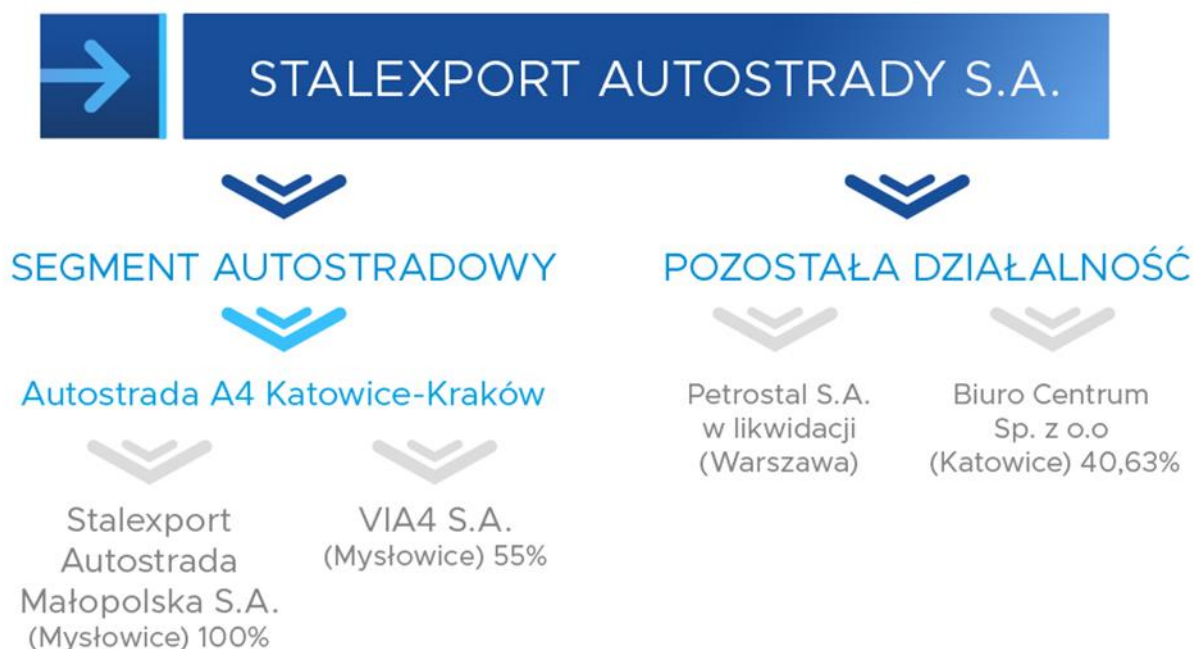 STALEXPORT AUTOSTRADY S.A.
SEGMENT AUTOSTRADOWY
Autostrada A4 Katowice-Kraków
Stalexport
Autostrada
Małopolska S.A.
(Mysłowice) 100%
VIA4 S.A.
(Mysłowice) 55%
POZOSTAŁA DZIAŁALNOŚĆ
Petrostal S.A.
w likwidacji
(Warszawa)
Biuro Centrum
Sp. z o.o
(Katowice) 40,63%